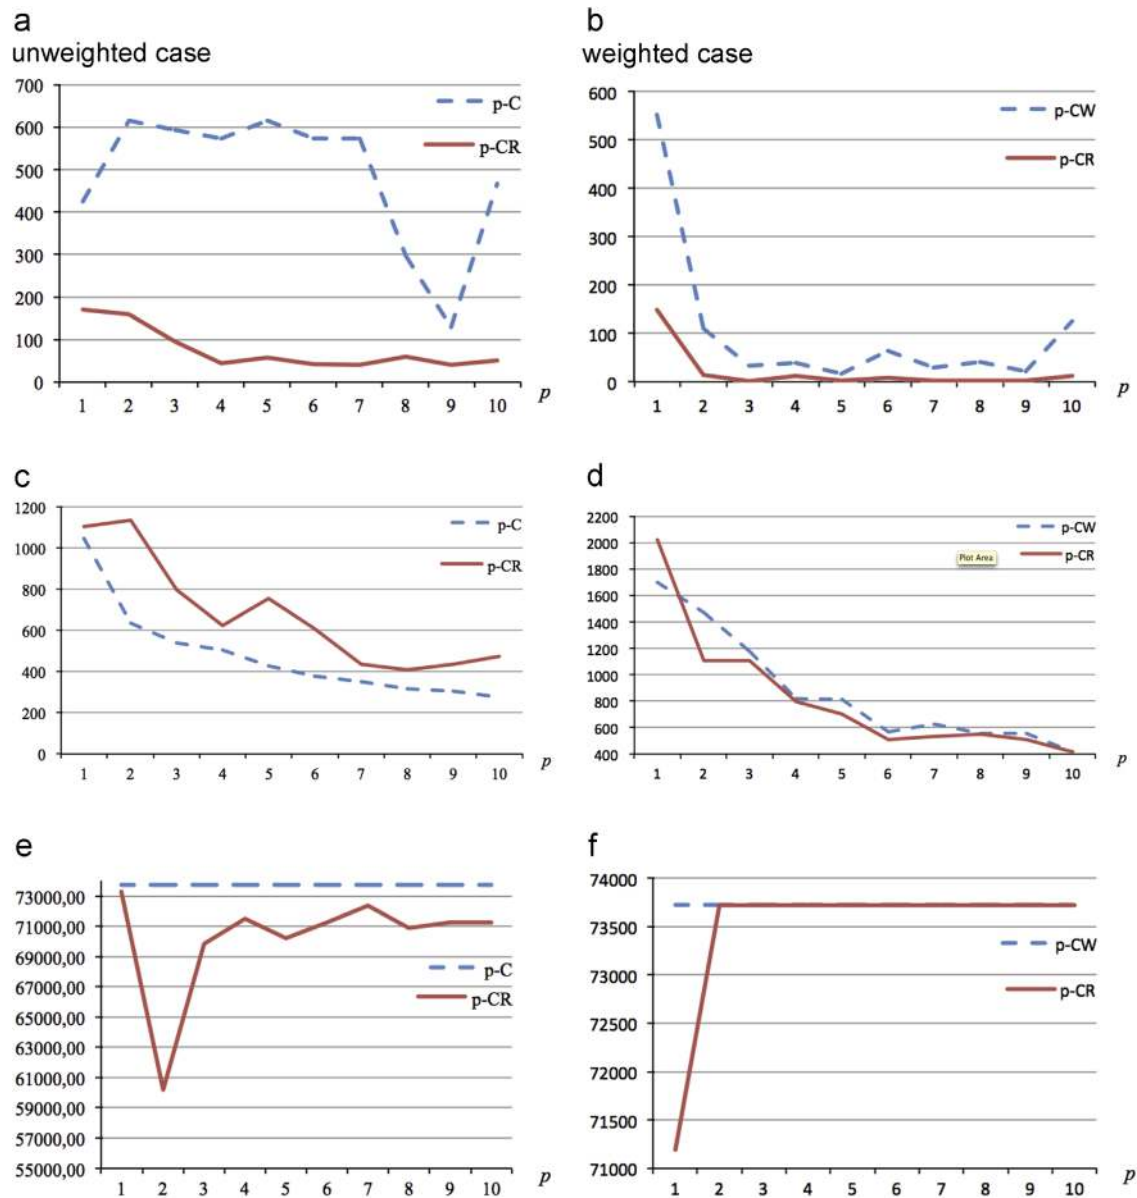 a
unweighted case
700
600
500
400
300
200
100
0
1 2 3 4 5 6 7 8 9 10
p
p-C
p-CR
b
weighted case
600
500
400
300
200
100
0
1 2 3 4 5 6 7 8 9 10
p
p-CW
p-CR
c
1200
1000
800
600
400
200
0
1 2 3 4 5 6 7 8 9 10
p
p-C
p-CR
d
2200
2000
1800
1600
1400
1200
1000
800
600
400
1 2 3 4 5 6 7 8 9 10
p
p-CW
Plot Area
p-CR
e
73000,00
71000,00
69000,00
67000,00
65000,00
63000,00
61000,00
59000,00
57000,00
55000,00
1 2 3 4 5 6 7 8 9 10
p
p-C
p-CR
f
74000
73500
73000
72500
72000
71500
71000
1 2 3 4 5 6 7 8 9 10
p
p-CW
p-CR